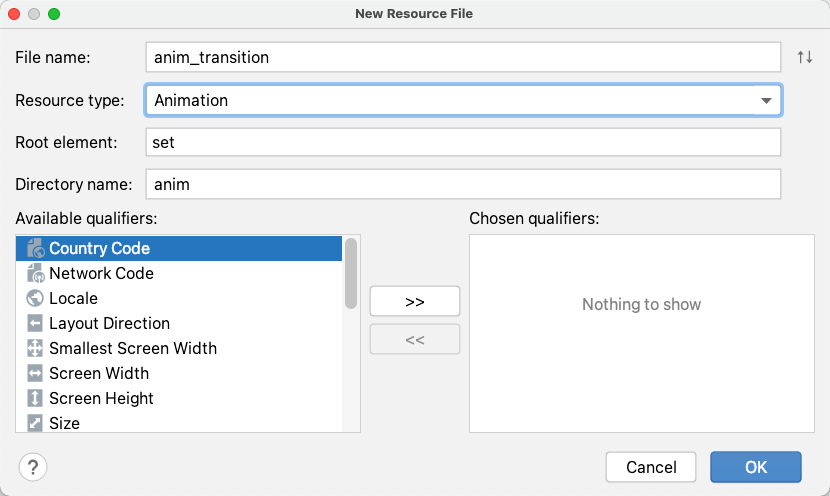 New Resource File
File name:
anim_transition
Resource type:
Animation
Root element:
set
Directory name:
anim
Available qualifiers:
Chosen qualifiers:
Country Code
Network Code
Locale
Layout Direction
Smallest Screen Width
Screen Width
Screen Height
Size
>>
<<
Nothing to show
?
Cancel
OK